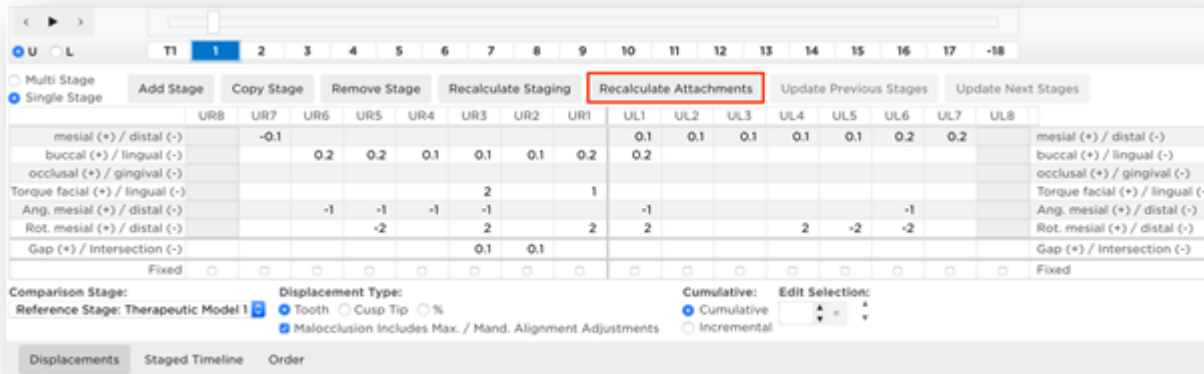 U L T1 1 2 3 4 5 6 7 8 9 10 11 12 13 14 15 16 17 -18
Multi Stage
Single Stage
Add Stage Copy Stage Remove Stage Recalculate Staging Recalculate Attachments Update Previous Stages Update Next Stages
UR8 UR7 UR6 UR5 UR4 UR3 UR2 UR1 UL1 UL2 UL3 UL4 UL5 UL6 UL7 UL8
mesial (+) / distal (-) -0.1 0.1 0.1 0.1 0.1 0.1 0.2 0.2 mesial (+) / distal (-)
buccal (+) / lingual (-) 0.2 0.2 0.1 0.1 0.1 0.2 0.2 buccal (+) / lingual (-)
occlusal (+) / gingival (-) occlusal (+) / gingival (-)
Torque facial (+) / lingual (-) 2 1 Torque facial (+) / lingual (-
Ang. mesial (+) / distal (-) -1 -1 -1 -1 -1 -1 Ang. mesial (+) / distal (-)
Rot. mesial (+) / distal (-) -2 2 2 2 2 -2 -2 Rot. mesial (+) / distal (-)
Gap (+) / Intersection (-) 0.1 0.1 Gap (+) / Intersection (-)
Fixed Fixed
Comparison Stage: Displacement Type: Cumulative: Edit Selection:
Reference Stage: Therapeutic Model 1 Tooth Cusp Tip % Cumulative =
Malocclusion Includes Max. / Mand. Alignment Adjustments Incremental
Displacements Staged Timeline Order